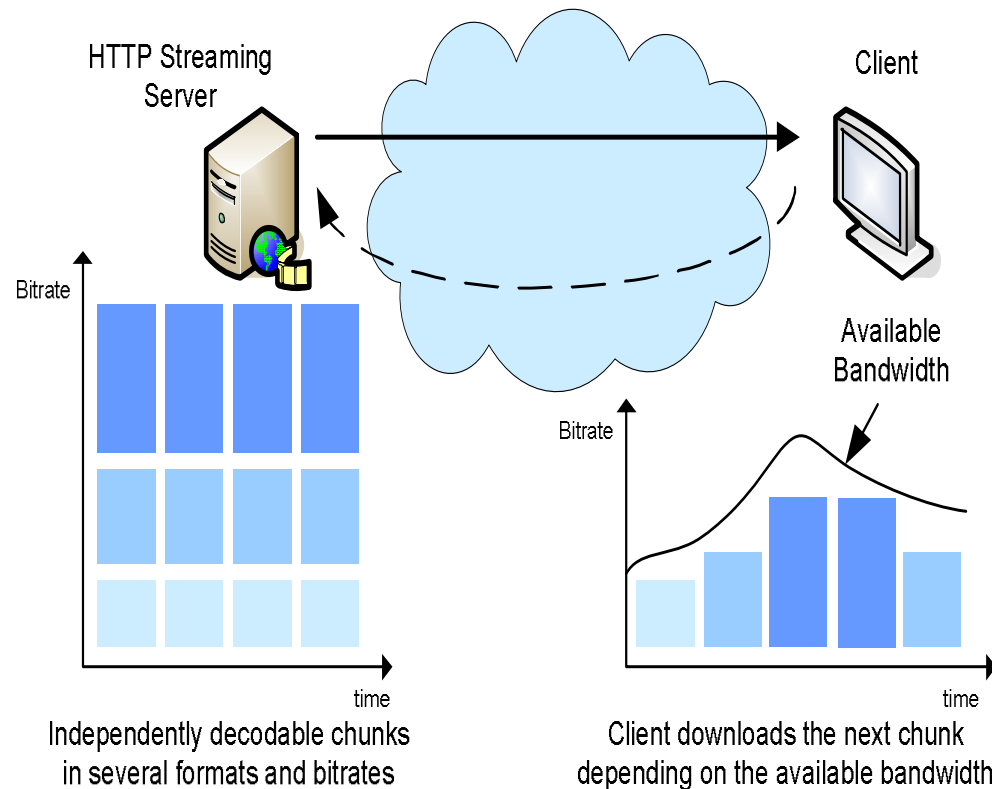 HTTP Streaming
Server
Client
Bitrate
Available
Bandwidth
Bitrate
time
time
Independently decodable chunks
in several formats and bitrates
Client downloads the next chunk
depending on the available bandwidth